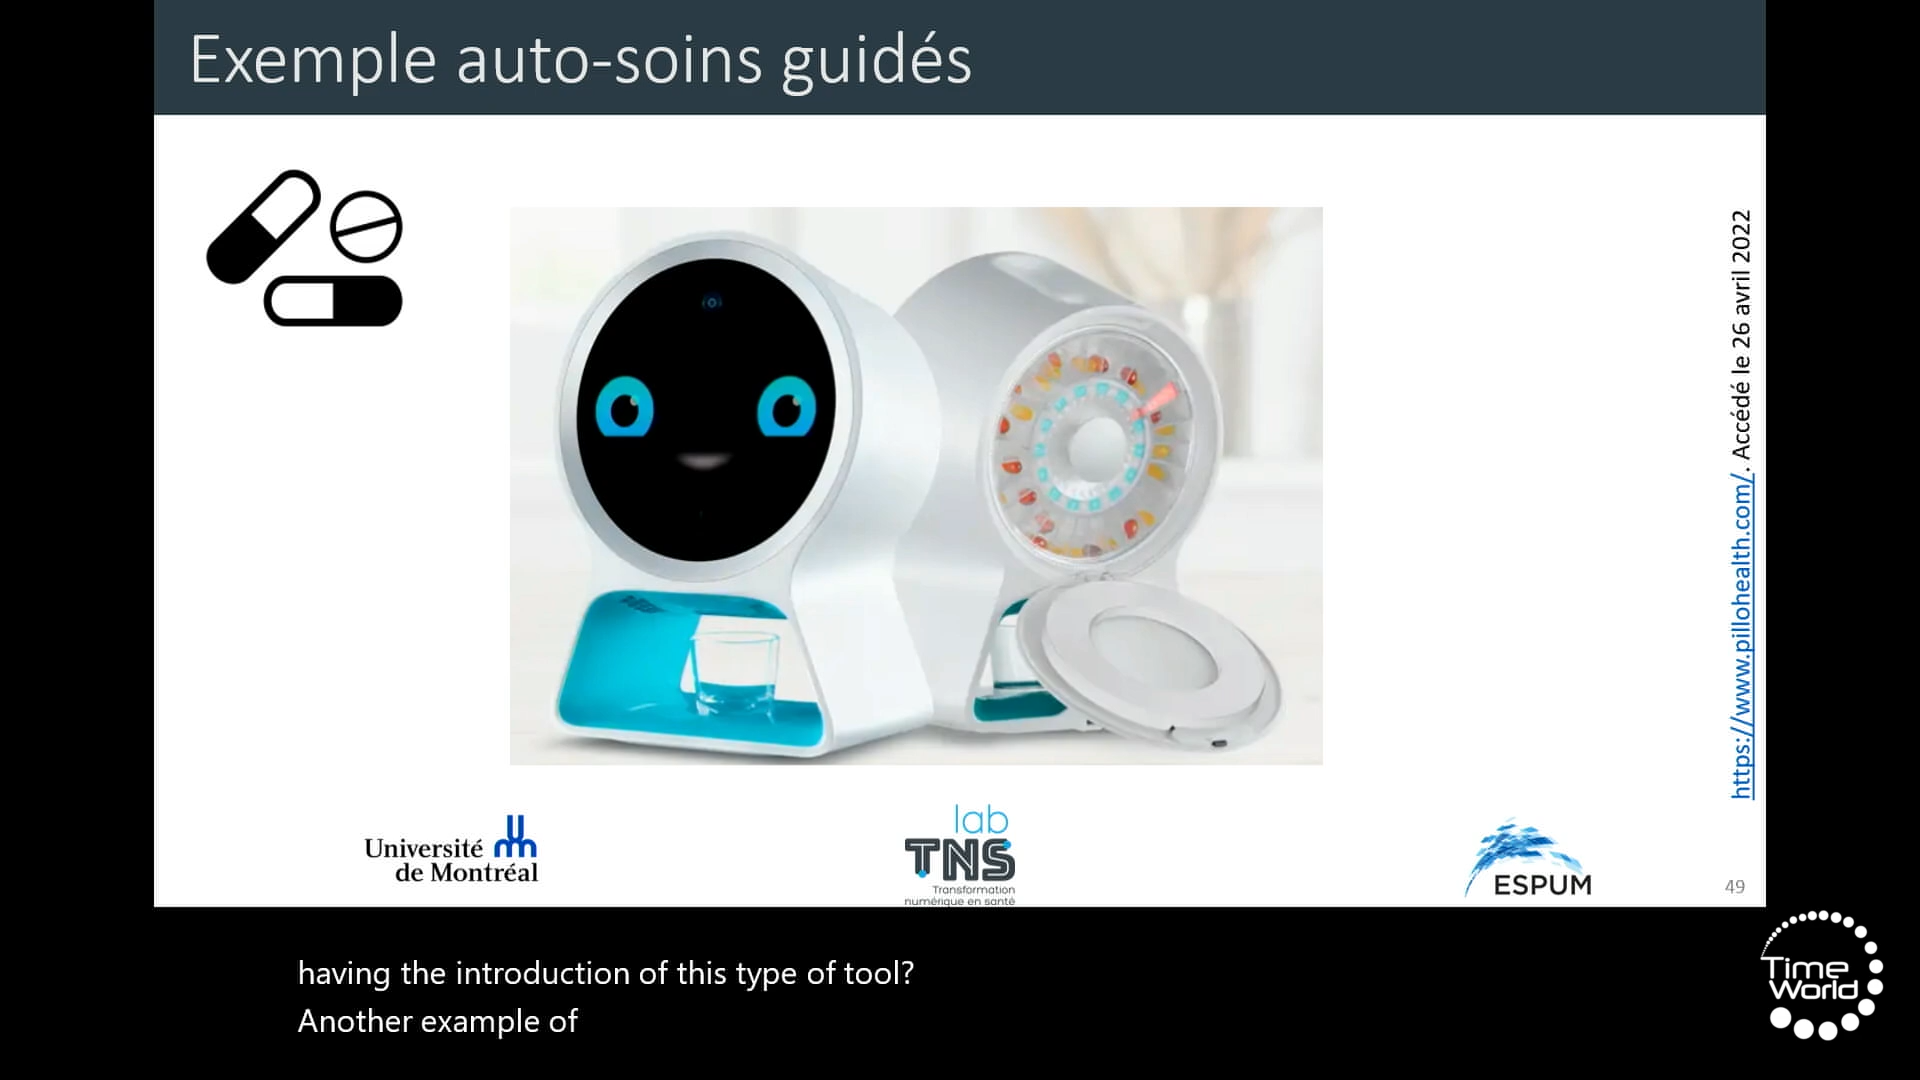 Exemple auto-soins guidés
https://www.pillohealth.com/. Accédé le 26 avril 2022
Université
de Montréal
lab
TNS
Transformation
numérique en santé
ESPUM
49
having the introduction of this type of tool?
Another example of
Time
World